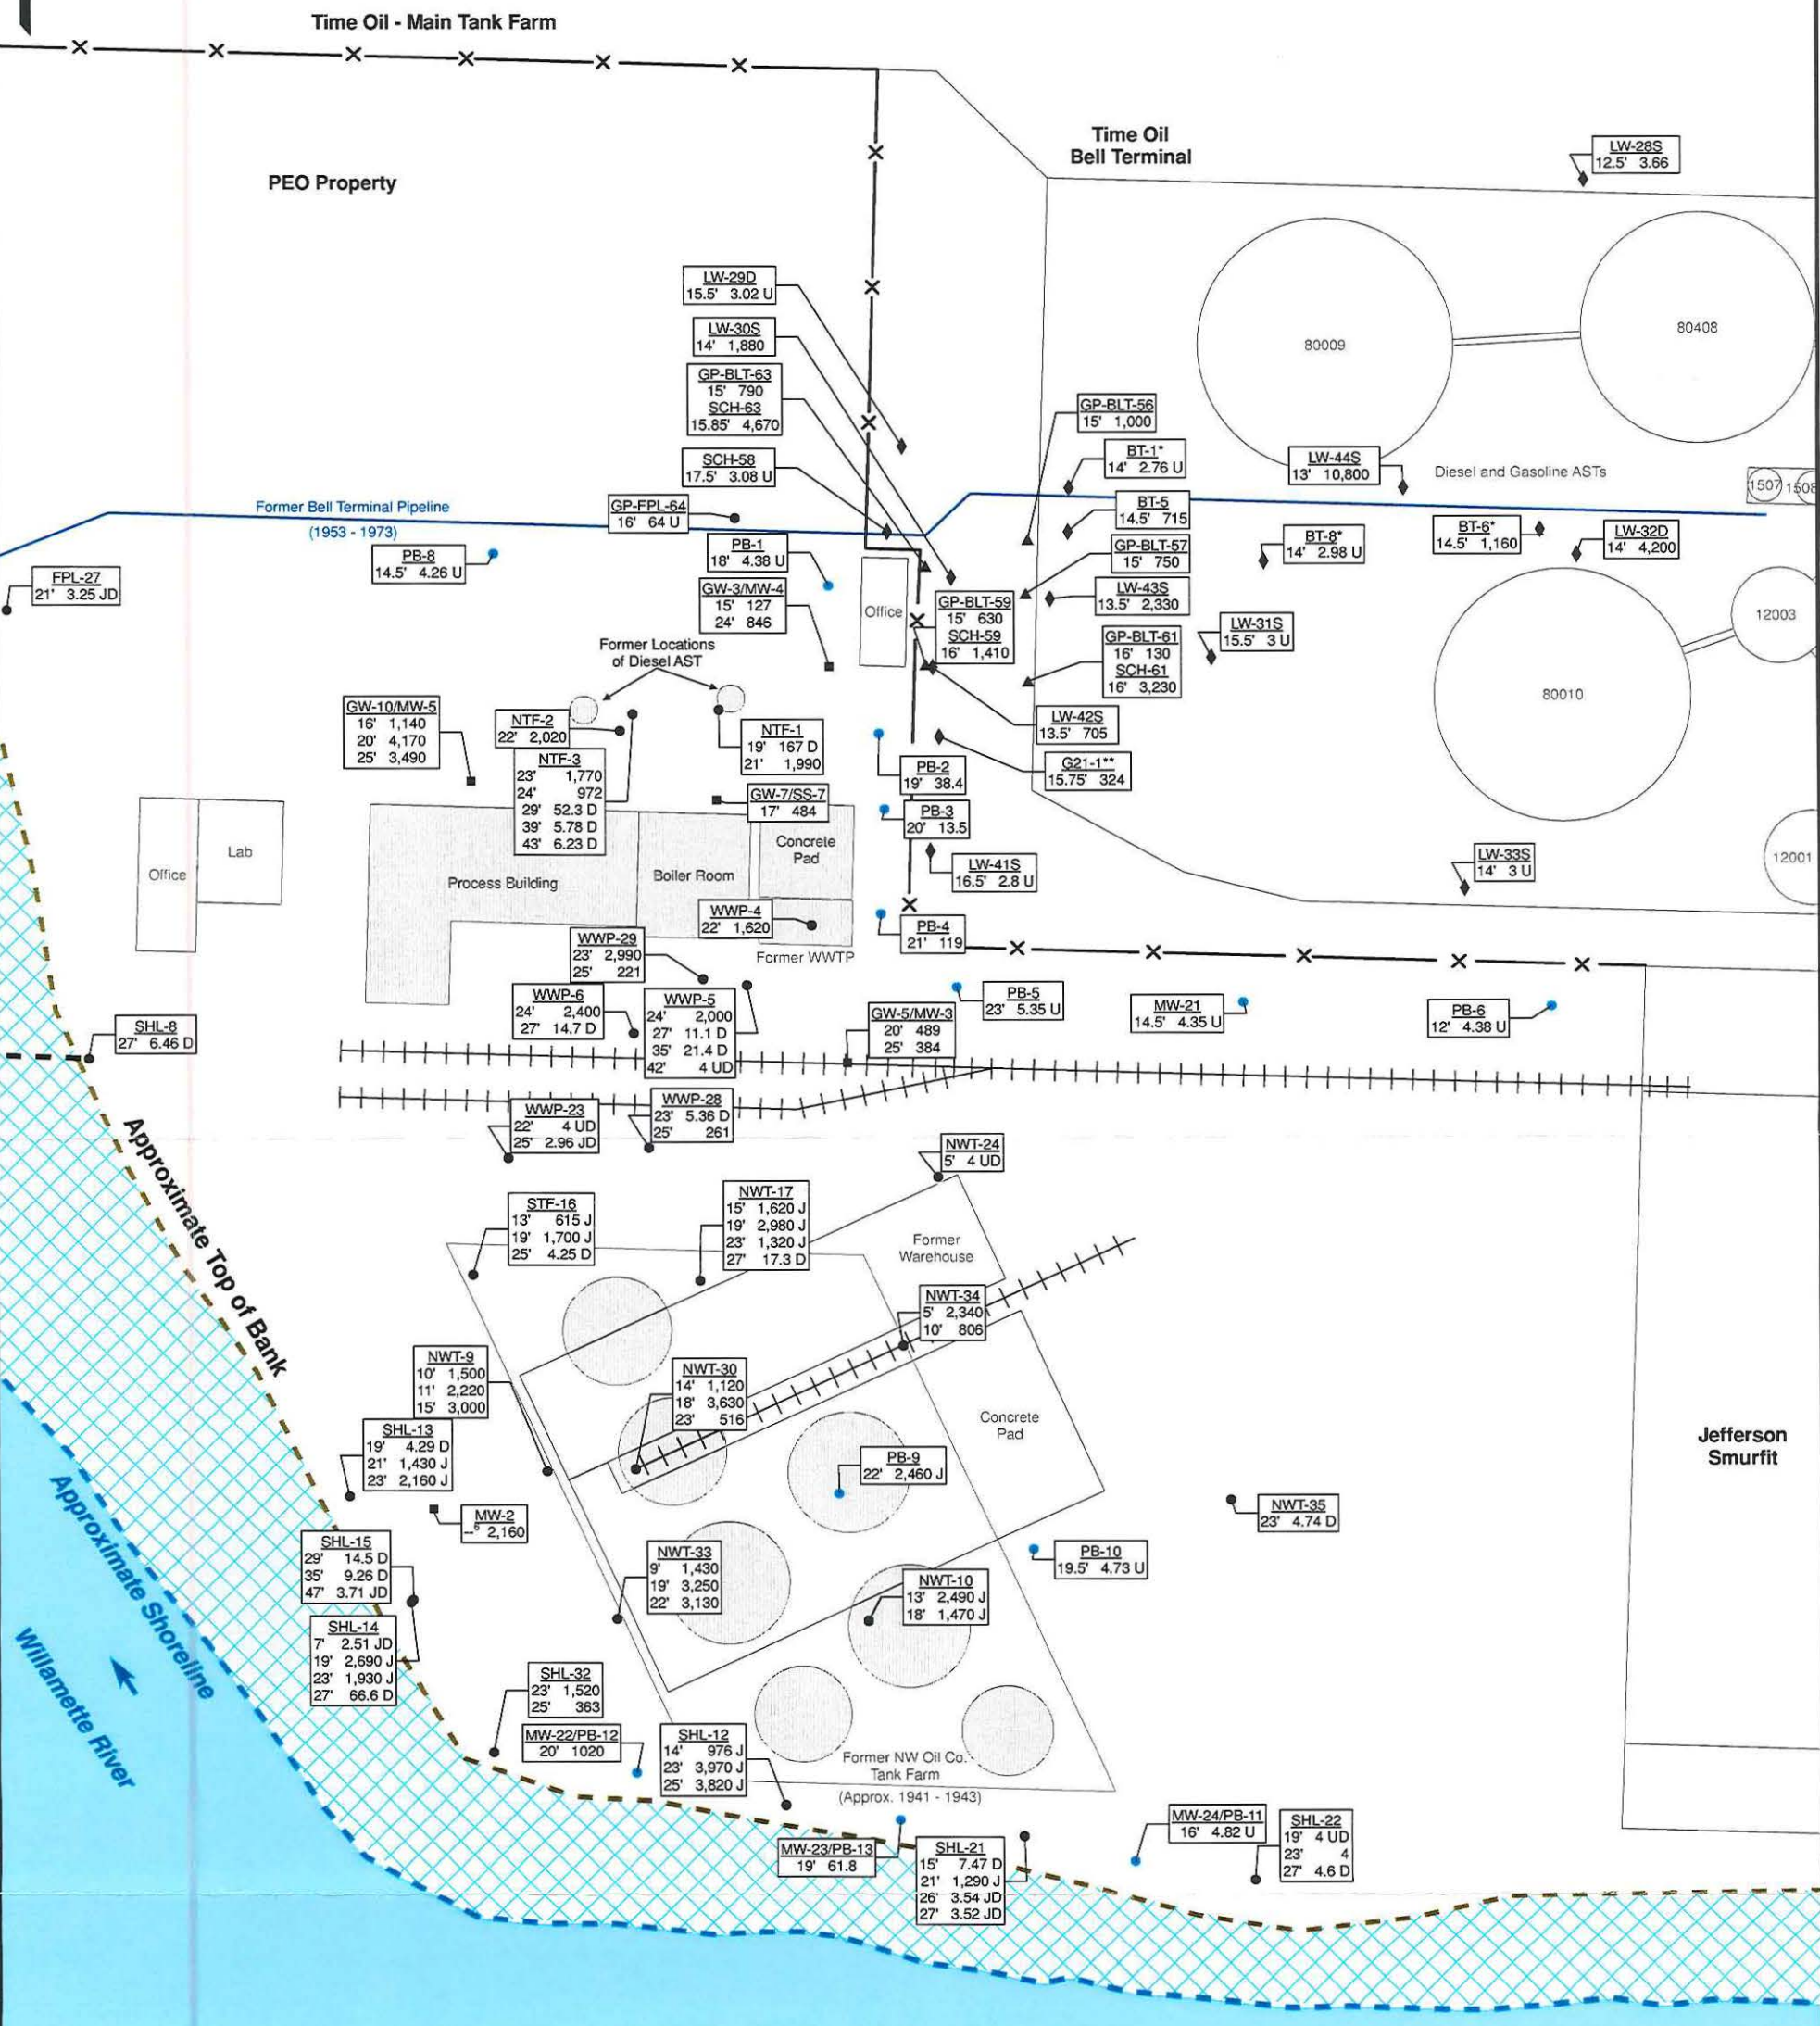 Time Oil - Main Tank Farm
PEO Property
Time Oil
Bell Terminal
LW-28S
12.5' 3.66
80009
80408
LW-29D
15.5' 3.02 U
LW-30S
14' 1,880
GP-BLT-63
15' 790
SCH-63
15.85' 4,670
SCH-58
17.5' 3.08 U
GP-BLT-56
15' 1,000
BT-1*
14' 2.76 U
LW-44S
13' 10,800
Diesel and Gasoline ASTs
1507
1508
Former Bell Terminal Pipeline
(1953 - 1973)
GP-FPL-64
16' 64 U
BT-5
14.5' 715
BT-8*
14' 2.98 U
BT-6*
14.5' 1,160
LW-32D
14' 4,200
PB-8
14.5' 4.26 U
PB-1
18' 4.38 U
GP-BLT-57
15' 750
FPL-27
21' 3.25 JD
GW-3/MW-4
15' 127
24' 846
Office
GP-BLT-59
15' 630
SCH-59
16' 1,410
LW-43S
13.5' 2,330
LW-31S
15.5' 3 U
12003
GP-BLT-61
16' 130
SCH-61
16' 3,230
Former Locations
of Diesel AST
80010
GW-10/MW-5
16' 1,140
20' 4,170
25' 3,490
NTF-2
22' 2,020
NTF-1
19' 167 D
21' 1,990
LW-42S
13.5' 705
NTF-3
23' 1,770
24' 972
29' 52.3 D
39' 5.78 D
43' 6.23 D
G21-1**
15.75' 324
PB-2
19' 38.4
GW-7/SS-7
17' 484
PB-3
20' 13.5
Office
Lab
Process Building
Boiler Room
Concrete
Pad
LW-41S
16.5' 2.8 U
LW-33S
14' 3 U
12001
WWP-4
22' 1,620
PB-4
21' 119
Former WWTP
WWP-29
23' 2,990
25' 221
WWP-6
24' 2,400
27' 14.7 D
WWP-5
24' 2,000
27' 11.1 D
35' 21.4 D
42' 4 UD
GW-5/MW-3
20' 489
25' 384
PB-5
23' 5.35 U
MW-21
14.5' 4.35 U
PB-6
12' 4.38 U
SHL-8
27' 6.46 D
WWP-23
22' 4 UD
25' 2.96 JD
WWP-28
23' 5.36 D
25' 261
NWT-24
5' 4 UD
Approximate Top of Bank
STF-16
13' 615 J
19' 1,700 J
25' 4.25 D
NWT-17
15' 1,620 J
19' 2,980 J
23' 1,320 J
27' 17.3 D
Former
Warehouse
NWT-34
5' 2,340
10' 806
NWT-9
10' 1,500
11' 2,220
15' 3,000
NWT-30
14' 1,120
18' 3,630
23' 516
Concrete
Pad
SHL-13
19' 4.29 D
21' 1,430 J
23' 2,160 J
PB-9
22' 2,460 J
Jefferson
Smurfit
Approximate Shoreline
MW-2
--⁶ 2,160
NWT-35
23' 4.74 D
SHL-15
29' 14.5 D
35' 9.26 D
47' 3.71 JD
NWT-33
9' 1,430
19' 3,250
22' 3,130
NWT-10
13' 2,490 J
18' 1,470 J
PB-10
19.5' 4.73 U
Willamette River
SHL-14
7' 2.51 JD
19' 2,690 J
23' 1,930 J
27' 66.6 D
SHL-32
23' 1,520
25' 363
MW-22/PB-12
20' 1020
SHL-12
14' 976 J
23' 3,970 J
25' 3,820 J
Former NW Oil Co.
Tank Farm
(Approx. 1941 - 1943)
MW-23/PB-13
19' 61.8
SHL-21
15' 7.47 D
21' 1,290 J
26' 3.54 JD
27' 3.52 JD
MW-24/PB-11
16' 4.82 U
SHL-22
19' 4 UD
23' 4
27' 4.6 D